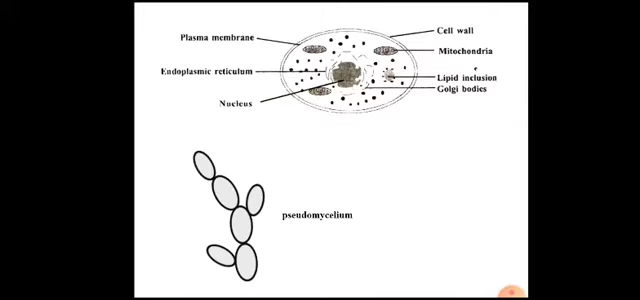 Plasma membrane
Cell wall
Mitochondria
Endoplasmic reticulum
Lipid inclusion
Golgi bodies
Nucleus
pseudomycelium